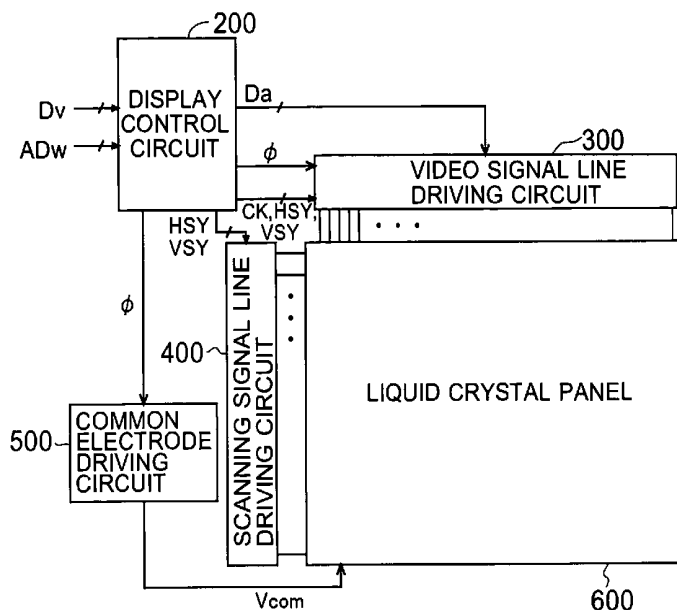 200
DISPLAY
CONTROL
CIRCUIT
Dv
ADw
Da
ϕ
300
VIDEO SIGNAL LINE
DRIVING CIRCUIT
CK,HSY,
VSY
HSY
VSY
• • •
ϕ
400
SCANNING SIGNAL LINE
DRIVING CIRCUIT
LIQUID CRYSTAL PANEL
500
COMMON
ELECTRODE
DRIVING
CIRCUIT
Vcom
600